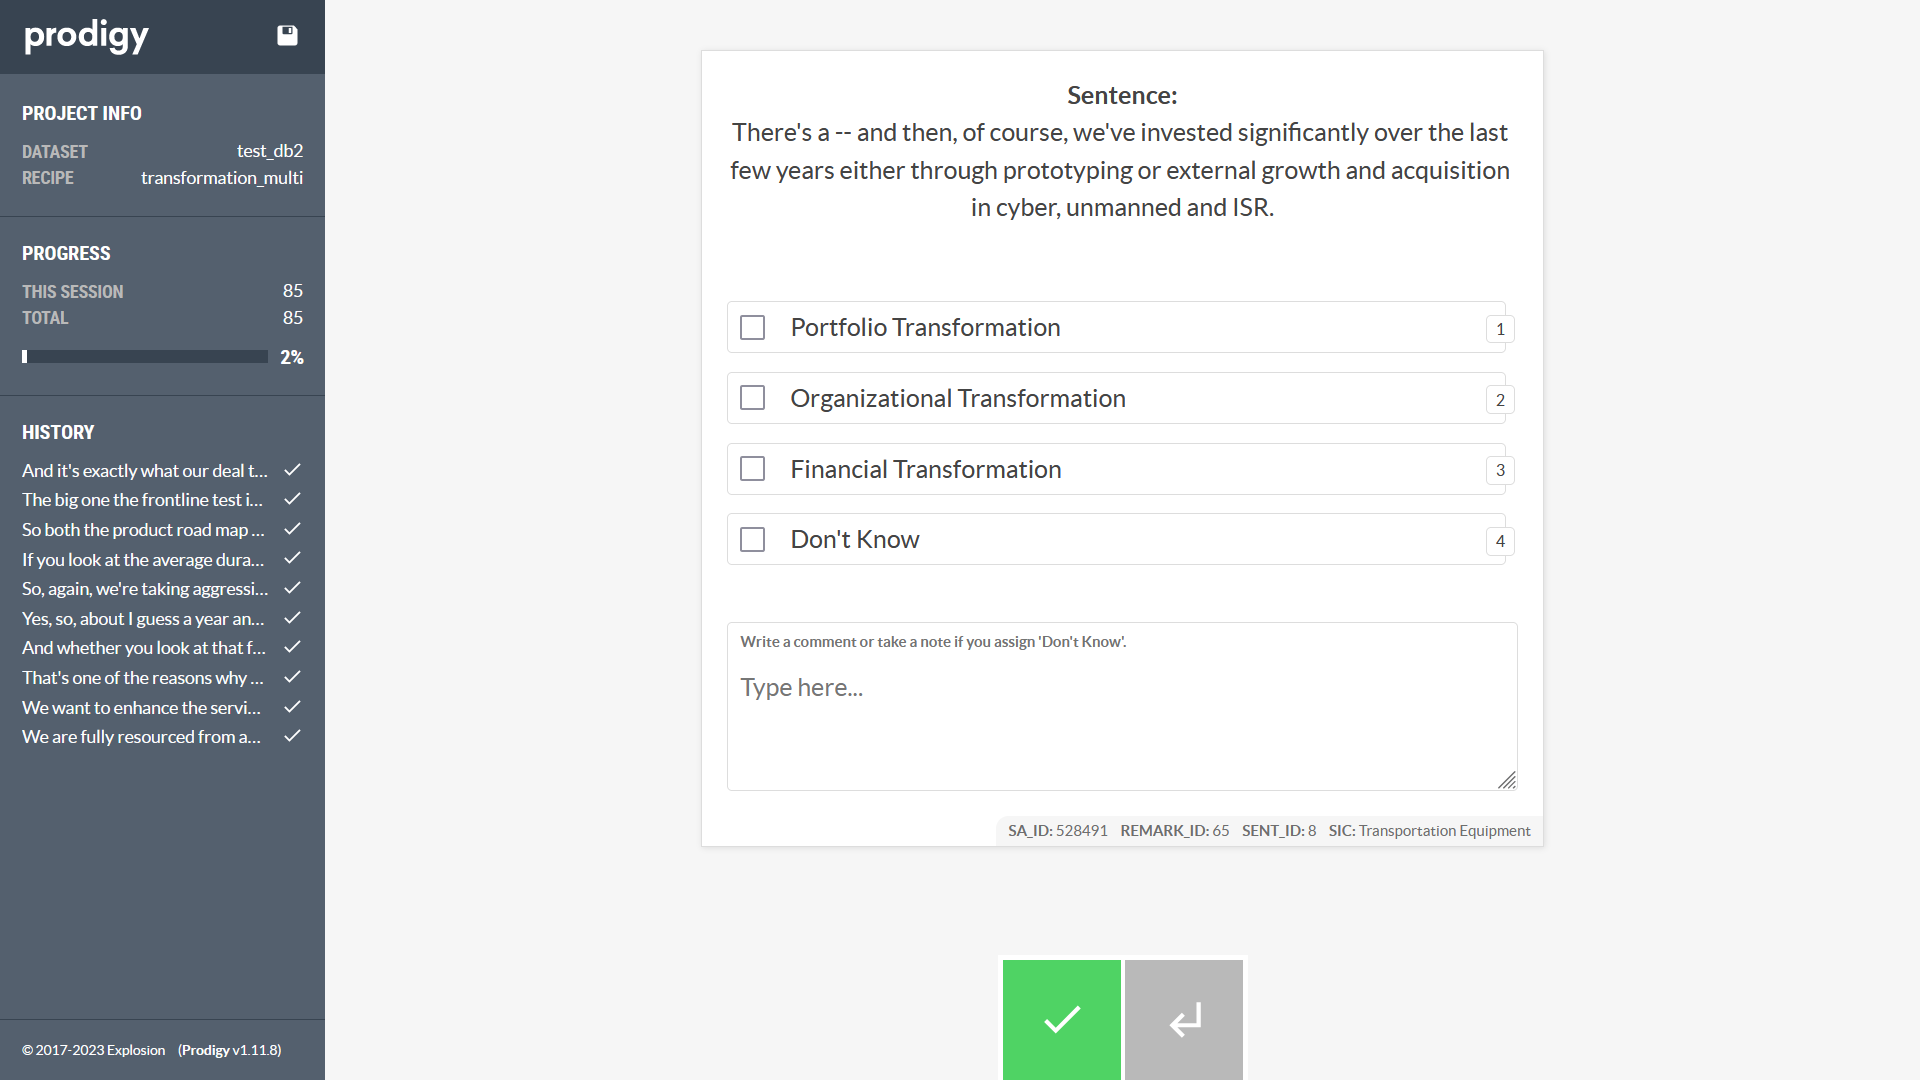 prodigy
PROJECT INFO
DATASET test_db2
RECIPE transformation_multi
PROGRESS
THIS SESSION 85
TOTAL 85
2%
HISTORY
And it's exactly what our deal t...
The big one the frontline test i...
So both the product road map ...
If you look at the average dura...
So, again, we're taking aggressi...
Yes, so, about I guess a year an...
And whether you look at that f...
That's one of the reasons why ...
We want to enhance the servi...
We are fully resourced from a...
© 2017-2023 Explosion (Prodigy v1.11.8)
Sentence:
There's a -- and then, of course, we've invested significantly over the last
few years either through prototyping or external growth and acquisition
in cyber, unmanned and ISR.
Portfolio Transformation 1
Organizational Transformation 2
Financial Transformation 3
Don't Know 4
Write a comment or take a note if you assign 'Don't Know'.
Type here...
SA_ID: 528491 REMARK_ID: 65 SENT_ID: 8 SIC: Transportation Equipment